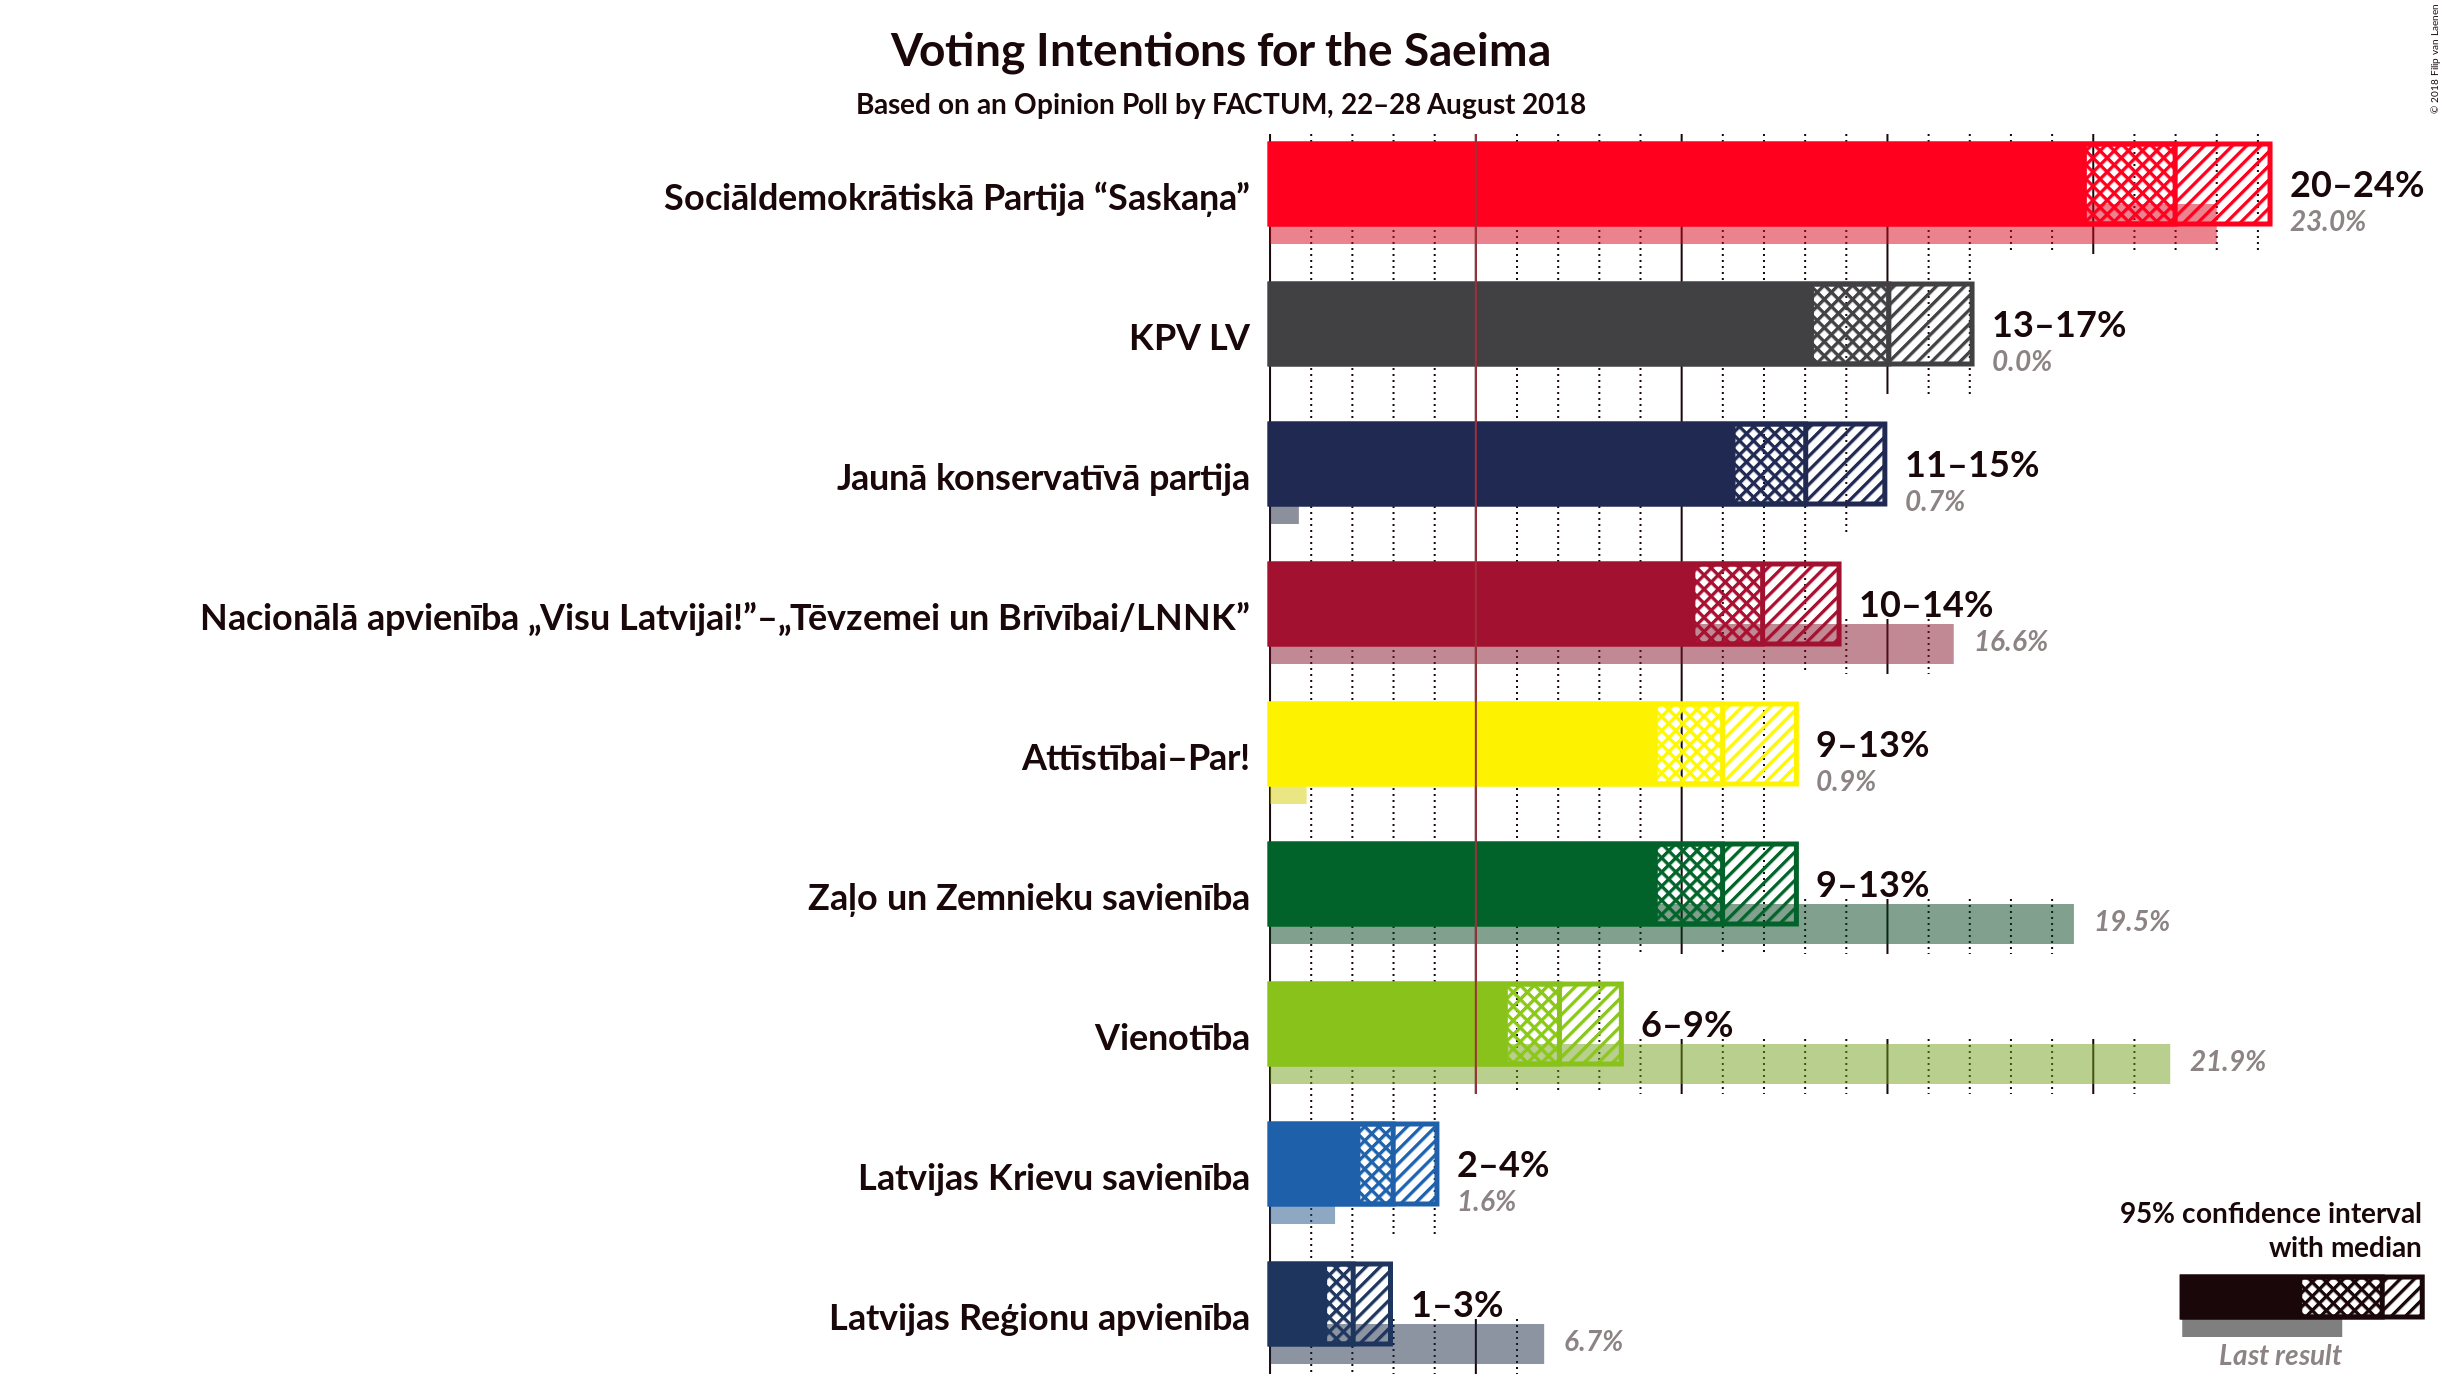 Voting Intentions for the Saeima
Based on an Opinion Poll by FACTUM, 22–28 August 2018
© 2018 Filip van Laenen
Sociāldemokrātiskā Partija “Saskaņa”
20–24%
23.0%
KPV LV
13–17%
0.0%
Jaunā konservatīvā partija
11–15%
0.7%
Nacionālā apvienība „Visu Latvijai!”–„Tēvzemei un Brīvībai/LNNK”
10–14%
16.6%
Attīstībai–Par!
9–13%
0.9%
Zaļo un Zemnieku savienība
9–13%
19.5%
Vienotība
6–9%
21.9%
Latvijas Krievu savienība
2–4%
1.6%
Latvijas Reģionu apvienība
1–3%
6.7%
95% confidence interval
with median
Last result